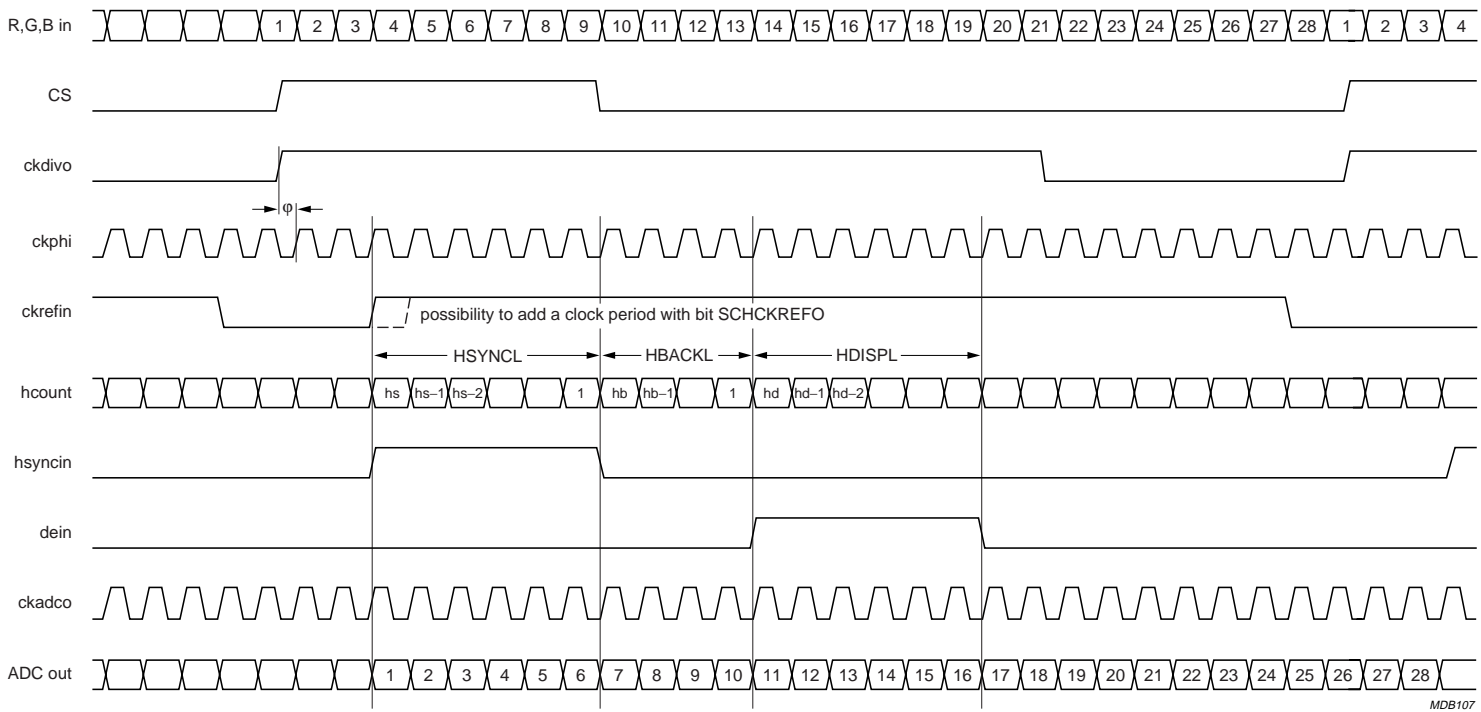 R,G,B in 1 2 3 4 5 6 7 8 9 10 11 12 13 14 15 16 17 18 19 20 21 22 23 24 25 26 27 28 1 2 3 4
CS
ckdivo
φ
ckphi
ckrefin
possibility to add a clock period with bit SCHCKREFO
HSYNCL HBACKL HDISPL
hcount hs hs–1 hs–2 1 hb hb–1 1 hd hd–1 hd–2
hsyncin
dein
ckadco
ADC out 1 2 3 4 5 6 7 8 9 10 11 12 13 14 15 16 17 18 19 20 21 22 23 24 25 26 27 28
MDB107